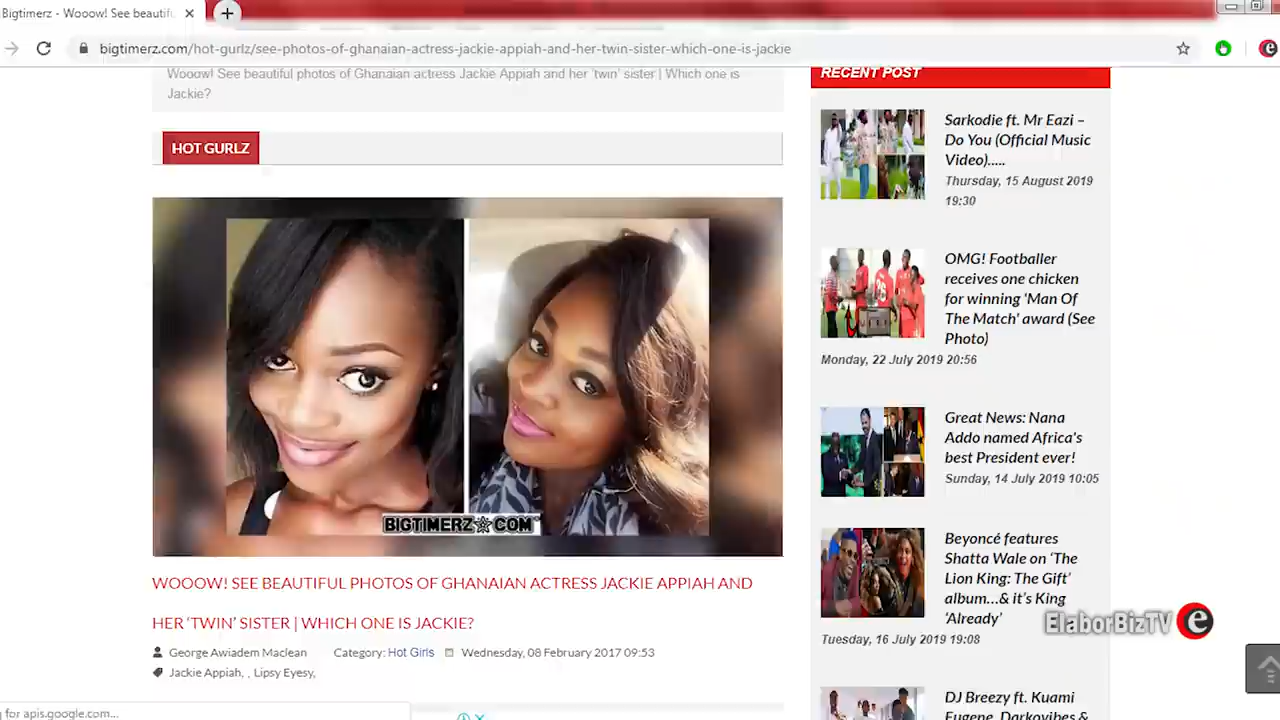 Bigtimerz - Wooow! See beautif
bigtimerz.com/hot-gurlz/see-photos-of-ghanaian-actress-jackie-appiah-and-her-twin-sister-which-one-is-jackie
Wooow! See beautiful photos of Ghanaian actress Jackie Appiah and her 'twin' sister | Which one is
Jackie?
HOT GURLZ
BIGTIMERZ COM
WOOOW! SEE BEAUTIFUL PHOTOS OF GHANAIAN ACTRESS JACKIE APPIAH AND
HER 'TWIN' SISTER | WHICH ONE IS JACKIE?
George Awiadem Maclean Category: Hot Girls Wednesday, 08 February 2017 09:53
Jackie Appiah, , Lipsy Eyesy,
RECENT POST
Sarkodie ft. Mr Eazi –
Do You (Official Music
Video).....
Thursday, 15 August 2019
19:30
OMG! Footballer
receives one chicken
for winning 'Man Of
The Match' award (See
Photo)
Monday, 22 July 2019 20:56
Great News: Nana
Addo named Africa's
best President ever!
Sunday, 14 July 2019 10:05
Beyoncé features
Shatta Wale on 'The
Lion King: The Gift'
album...& it's King
'Already'
Tuesday, 16 July 2019 19:08
DJ Breezy ft. Kuami
Eugene, Darkovibes &
ElaborBizTV e
g for apis.google.com...